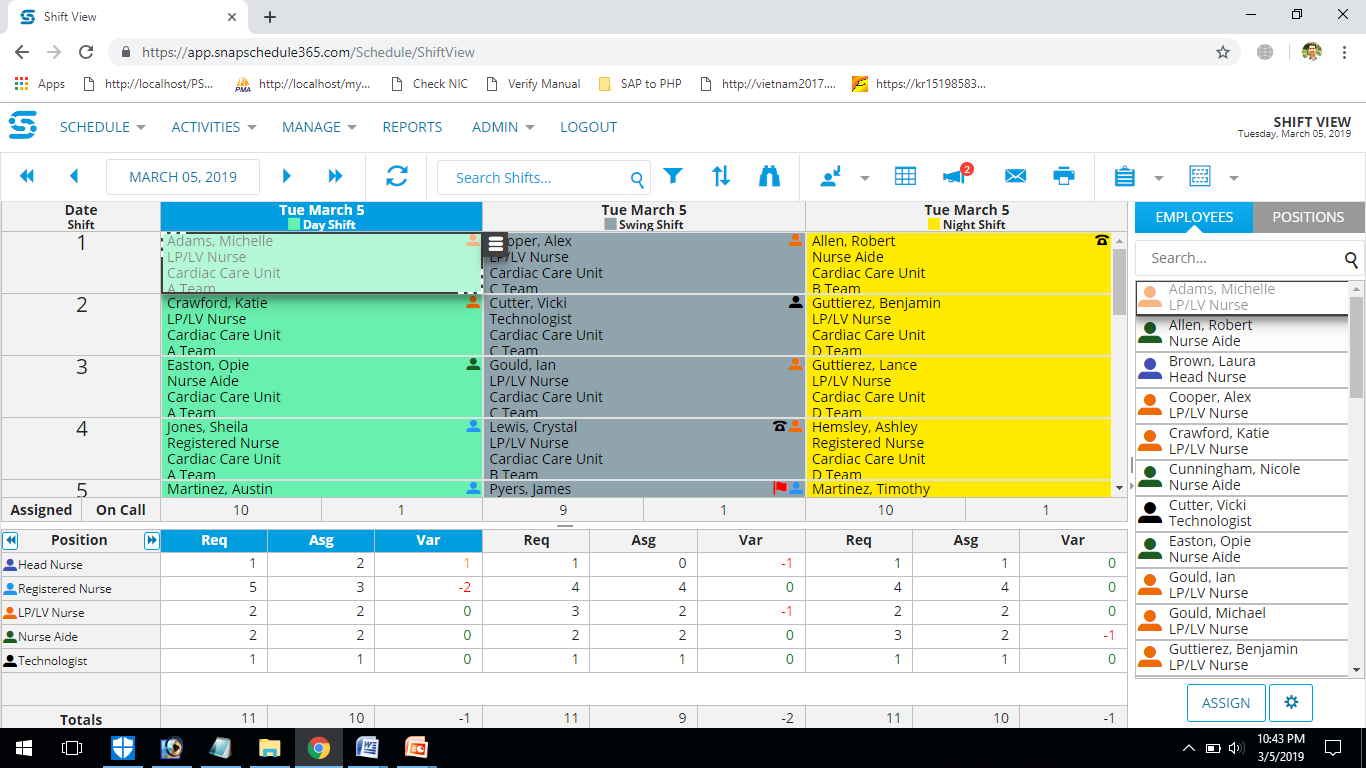 Shift View
https://app.snapschedule365.com/Schedule/ShiftView
Apps http://localhost/PS... http://localhost/my... Check NIC Verify Manual SAP to PHP http://vietnam2017.... https://kr15198583...
PMA
SCHEDULE ACTIVITIES MANAGE REPORTS ADMIN LOGOUT
SHIFT VIEW
Tuesday, March 05, 2019
MARCH 05, 2019 Search Shifts... 2
Date Tue March 5 Tue March 5 Tue March 5
Shift Day Shift Swing Shift Night Shift
EMPLOYEES POSITIONS
1
Adams, Michelle
LP/LV Nurse
Cardiac Care Unit
A Team
ooper, Alex
LP/LV Nurse
Cardiac Care Unit
C Team
Allen, Robert
Nurse Aide
Cardiac Care Unit
B Team
2
Crawford, Katie
LP/LV Nurse
Cardiac Care Unit
A Team
Cutter, Vicki
Technologist
Cardiac Care Unit
C Team
Guttierez, Benjamin
LP/LV Nurse
Cardiac Care Unit
D Team
3
Easton, Opie
Nurse Aide
Cardiac Care Unit
A Team
Gould, Ian
LP/LV Nurse
Cardiac Care Unit
C Team
Guttierez, Lance
LP/LV Nurse
Cardiac Care Unit
D Team
4
Jones, Sheila
Registered Nurse
Cardiac Care Unit
A Team
Lewis, Crystal
LP/LV Nurse
Cardiac Care Unit
B Team
Hemsley, Ashley
Registered Nurse
Cardiac Care Unit
D Team
5
Martinez, Austin
Pyers, James
Martinez, Timothy
Assigned On Call 10 1 9 1 10 1
Position Req Asg Var Req Asg Var Req Asg Var
Head Nurse 1 2 1 1 0 -1 1 1 0
Registered Nurse 5 3 -2 4 4 0 4 4 0
LP/LV Nurse 2 2 0 3 2 -1 2 2 0
Nurse Aide 2 2 0 2 2 0 3 2 -1
Technologist 1 1 0 1 1 0 1 1 0
Totals 11 10 -1 11 9 -2 11 10 -1
Search...
Adams, Michelle
LP/LV Nurse
Allen, Robert
Nurse Aide
Brown, Laura
Head Nurse
Cooper, Alex
LP/LV Nurse
Crawford, Katie
LP/LV Nurse
Cunningham, Nicole
Nurse Aide
Cutter, Vicki
Technologist
Easton, Opie
Nurse Aide
Gould, Ian
LP/LV Nurse
Gould, Michael
LP/LV Nurse
Guttierez, Benjamin
LP/LV Nurse
ASSIGN
10:43 PM
3/5/2019